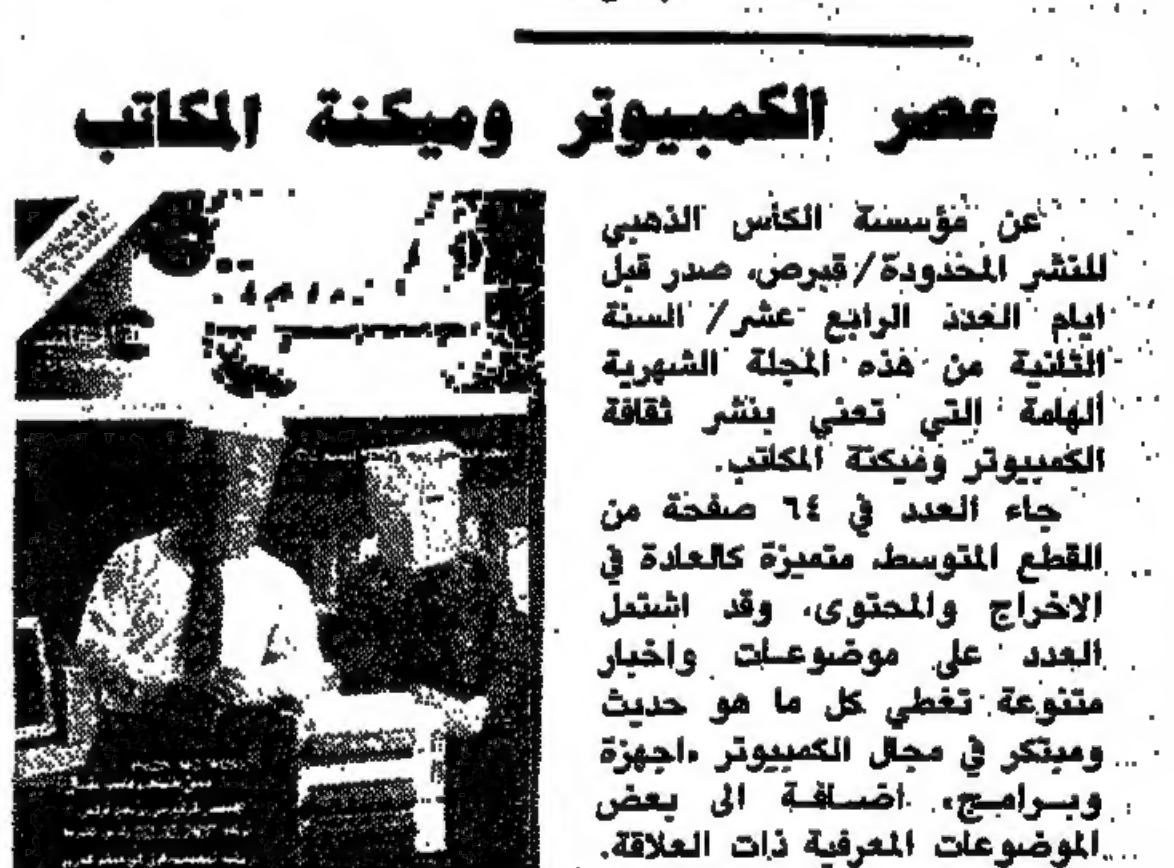 عصر الكمبيوتر وميكنة المكاتب
عن مؤسسة الكأس الذهبي
للنشر المحدودة/قبرص، صدر قبل
ايام العدد الرابع عشر/ السنة
الثانية من هذه المجلة الشهرية
الهامة التي تعني بنشر ثقافة
الكمبيوتر وميكنة المكاتب.
جاء العدد في ٦٤ صفحة من
القطع المتوسط، متميزة كالعادة في
الاخراج والمحتوى، وقد اشتمل
العدد على موضوعات واخبار
متنوعة تغطي كل ما هو حديث
ومبتكر في مجال الكمبيوتر «اجهزة
وبرامج»، اضافة الى بعض
الموضوعات المعرفية ذات العلاقة.